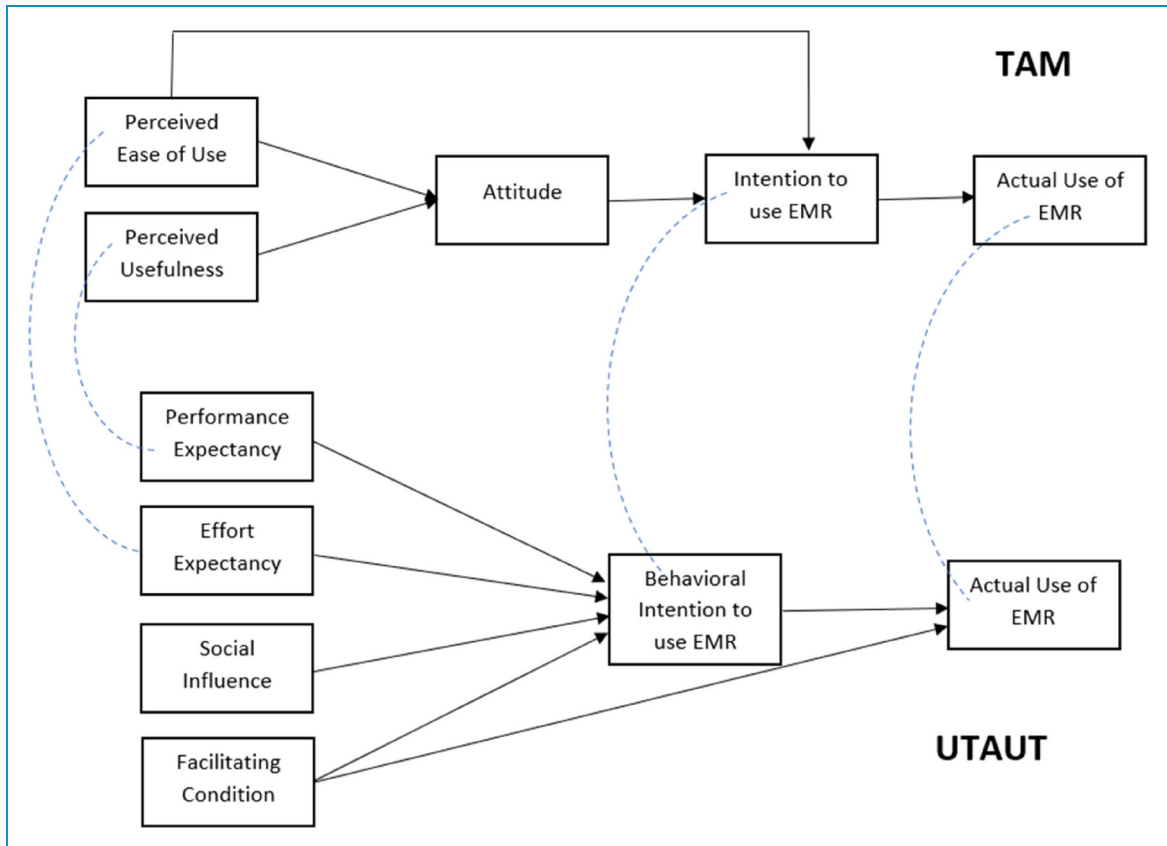 TAM
Perceived
Ease of Use
Attitude
Intention to
use EMR
Actual Use of
EMR
Perceived
Usefulness
Performance
Expectancy
Effort
Expectancy
Behavioral
Intention to
use EMR
Actual Use of
EMR
Social
Influence
Facilitating
Condition
UTAUT